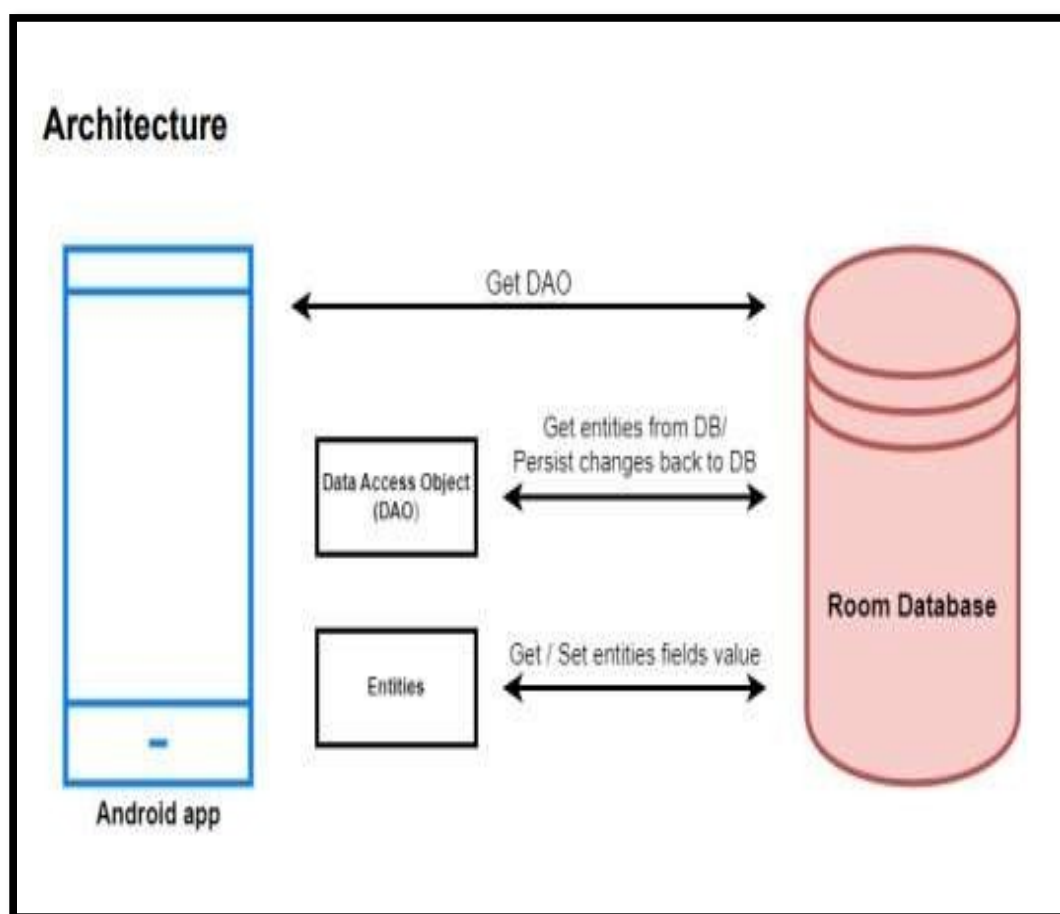 Architecture
Get DAO
Get entities from DB/
Persist changes back to DB
Data Access Object
(DAO)
Room Database
Get / Set entities fields value
Entities
Android app